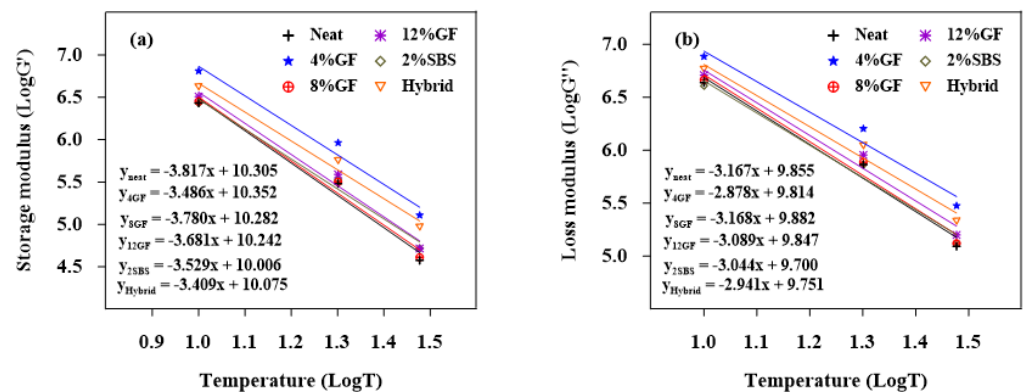 (a)
Neat
12%GF
4%GF
2%SBS
8%GF
Hybrid
Storage modulus (LogG')
7.0
6.5
6.0
5.5
5.0
4.5
y_neat = -3.817x + 10.305
y_4GF = -3.486x + 10.352
y_8GF = -3.780x + 10.282
y_12GF = -3.681x + 10.242
y_2SBS = -3.529x + 10.006
y_Hybrid = -3.409x + 10.075
0.9 1.0 1.1 1.2 1.3 1.4 1.5
Temperature (LogT)
(b)
Neat
12%GF
4%GF
2%SBS
8%GF
Hybrid
Loss modulus (LogG'')
7.0
6.5
6.0
5.5
5.0
y_neat = -3.167x + 9.855
y_4GF = -2.878x + 9.814
y_8GF = -3.168x + 9.882
y_12GF = -3.089x + 9.847
y_2SBS = -3.044x + 9.700
y_Hybrid = -2.941x + 9.751
1.0 1.1 1.2 1.3 1.4 1.5
Temperature (LogT)